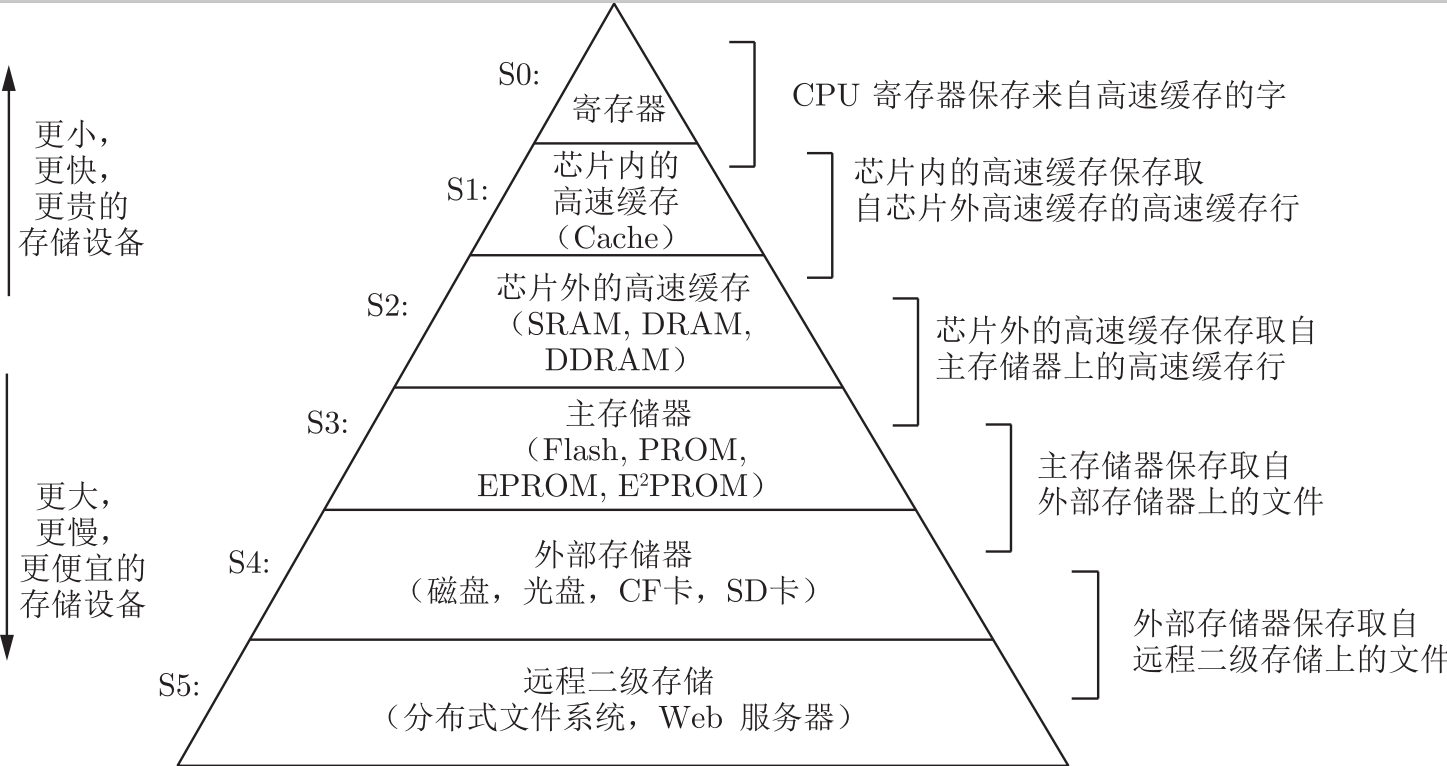 S0:
寄存器
CPU 寄存器保存来自高速缓存的字
更小，
更快，
更贵的
存储设备
S1:
芯片内的
高速缓存
（Cache）
芯片内的高速缓存保存取
自芯片外高速缓存的高速缓存行
S2:
芯片外的高速缓存
（SRAM, DRAM,
DDRAM）
芯片外的高速缓存保存取自
主存储器上的高速缓存行
S3:
主存储器
（Flash, PROM,
EPROM, E²PROM）
主存储器保存取自
外部存储器上的文件
更大，
更慢，
更便宜的
存储设备
S4:
外部存储器
（磁盘，光盘，CF卡，SD卡）
外部存储器保存取自
远程二级存储上的文件
S5:
远程二级存储
（分布式文件系统，Web 服务器）